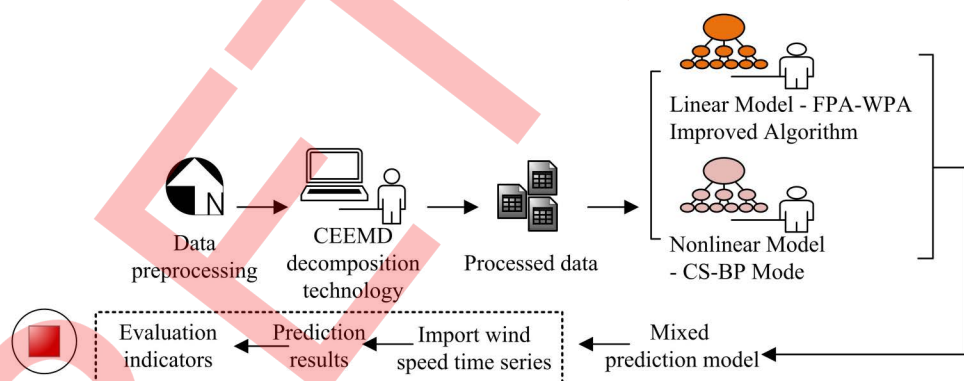 Linear Model - FPA-WPA
Improved Algorithm
N
Data
preprocessing
CEEMD
decomposition
technology
Processed data
Nonlinear Model
- CS-BP Mode
Evaluation
indicators
Prediction
results
Import wind
speed time series
Mixed
prediction model